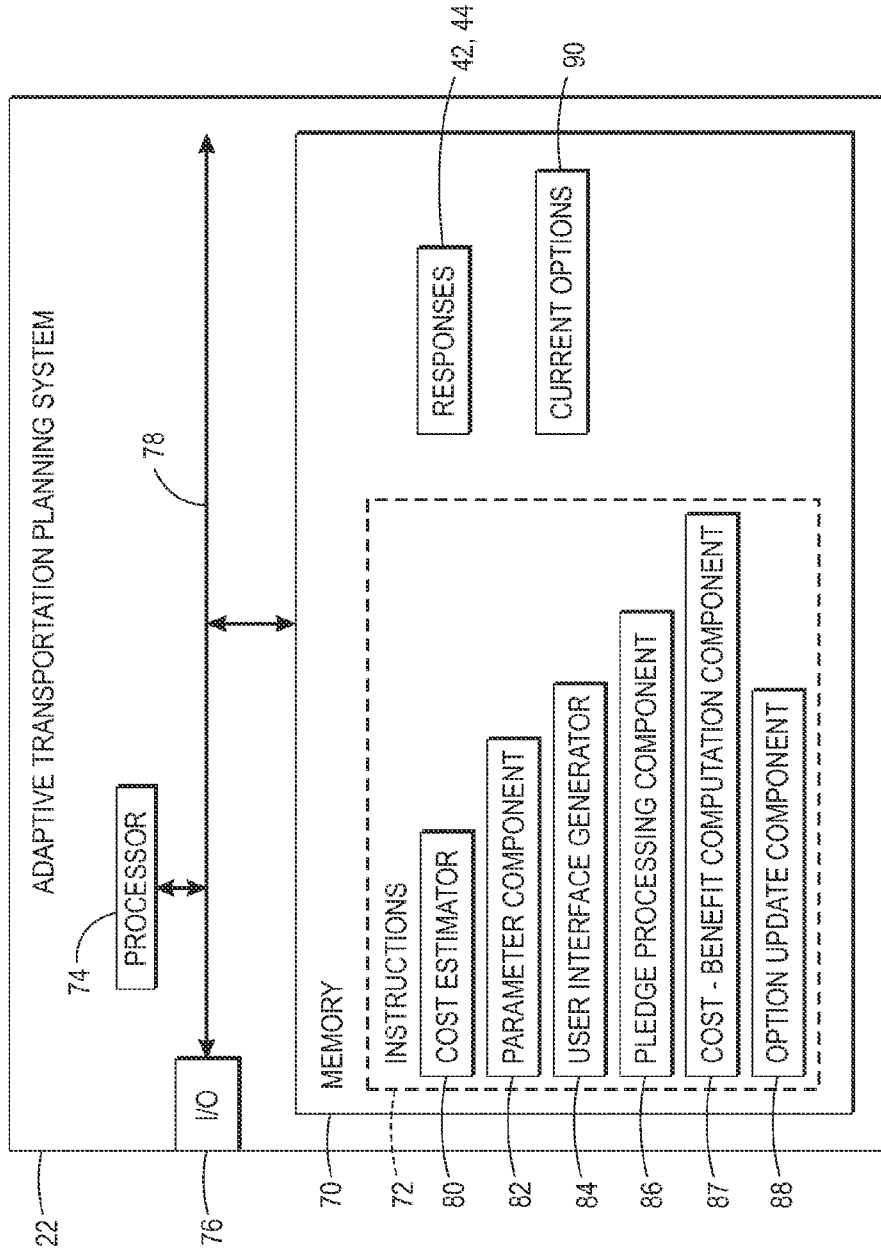 ADAPTIVE TRANSPORTATION PLANNING SYSTEM
22
I/O
76
PROCESSOR
74
78
MEMORY
70
INSTRUCTIONS
72
COST ESTIMATOR
80
PARAMETER COMPONENT
82
USER INTERFACE GENERATOR
84
PLEDGE PROCESSING COMPONENT
86
COST - BENEFIT COMPUTATION COMPONENT
87
OPTION UPDATE COMPONENT
88
RESPONSES
42, 44
CURRENT OPTIONS
90